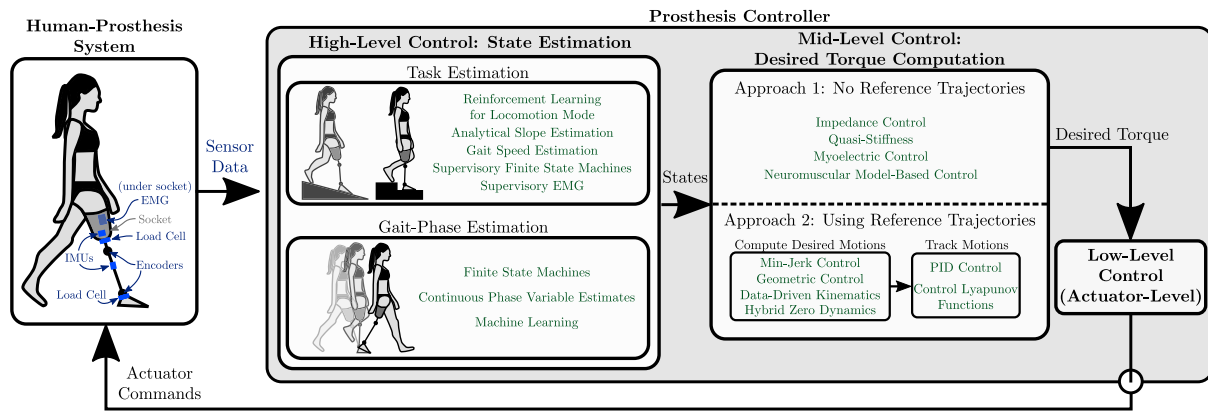 Prosthesis Controller
Human-Prosthesis
System
(under socket)
EMG
Socket
Load Cell
IMUs
Encoders
Load Cell
Sensor
Data
High-Level Control: State Estimation
Task Estimation
Reinforcement Learning
for Locomotion Mode
Analytical Slope Estimation
Gait Speed Estimation
Supervisory Finite State Machines
Supervisory EMG
Gait-Phase Estimation
Finite State Machines
Continuous Phase Variable Estimates
Machine Learning
States
Mid-Level Control:
Desired Torque Computation
Approach 1: No Reference Trajectories
Impedance Control
Quasi-Stiffness
Myoelectric Control
Neuromuscular Model-Based Control
Approach 2: Using Reference Trajectories
Compute Desired Motions
Min-Jerk Control
Geometric Control
Data-Driven Kinematics
Hybrid Zero Dynamics
Track Motions
PID Control
Control Lyapunov
Functions
Desired Torque
Low-Level
Control
(Actuator-Level)
Actuator
Commands